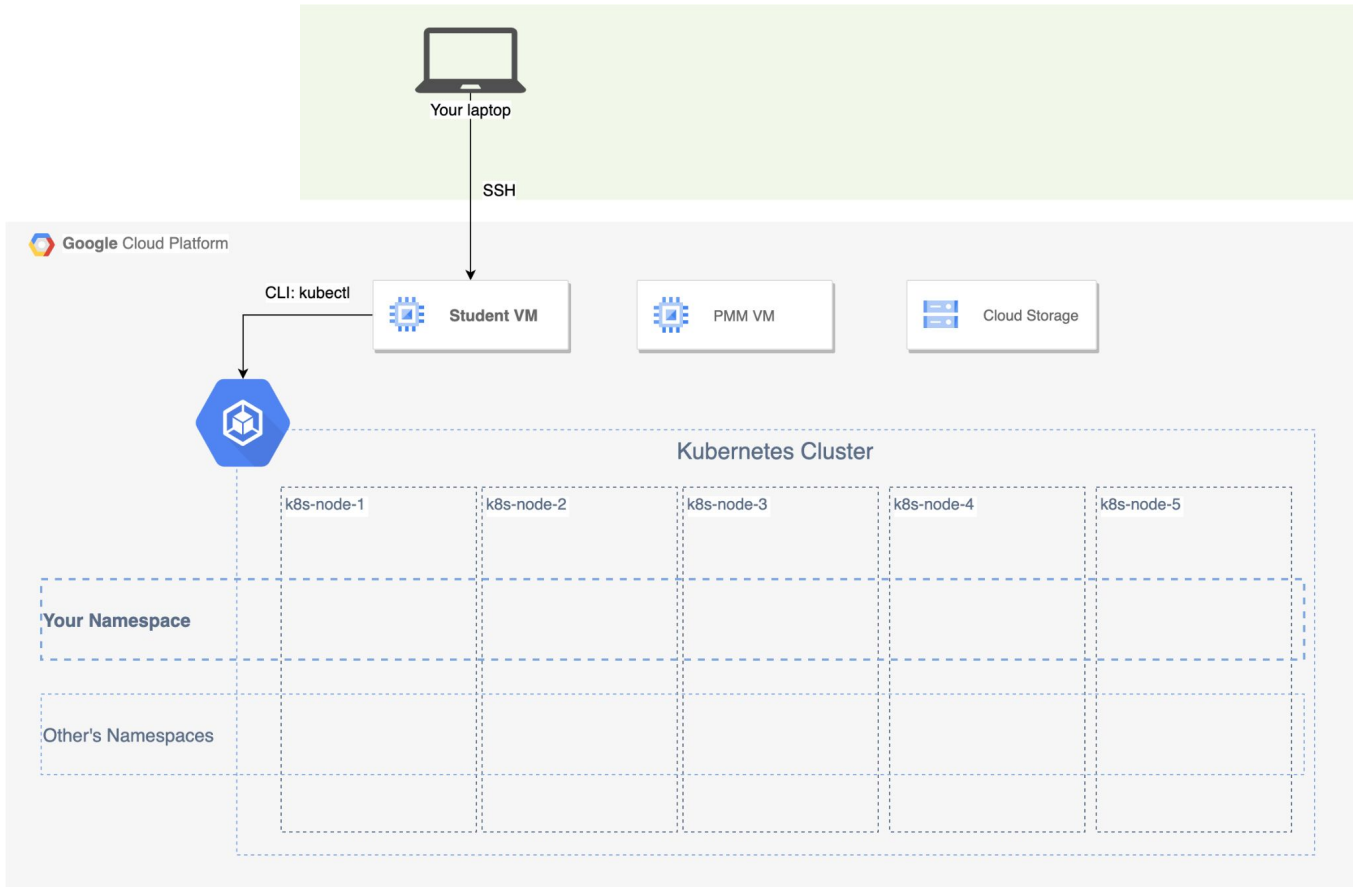 Your laptop
SSH
Google Cloud Platform
CLI: kubectl
Student VM
PMM VM
Cloud Storage
Kubernetes Cluster
k8s-node-1
k8s-node-2
k8s-node-3
k8s-node-4
k8s-node-5
Your Namespace
Other's Namespaces